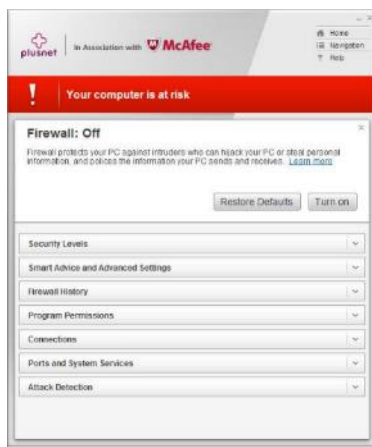 Home
plusnet In Association with McAfee
Navigation
Help
! Your computer is at risk
Firewall: Off
Firewall protects your PC against intruders who can hijack your PC or steal personal
information, and polices the information your PC sends and receives. Learn more
Restore Defaults Turn on
Security Levels
Smart Advice and Advanced Settings
Firewall History
Program Permissions
Connections
Ports and System Services
Attack Detection